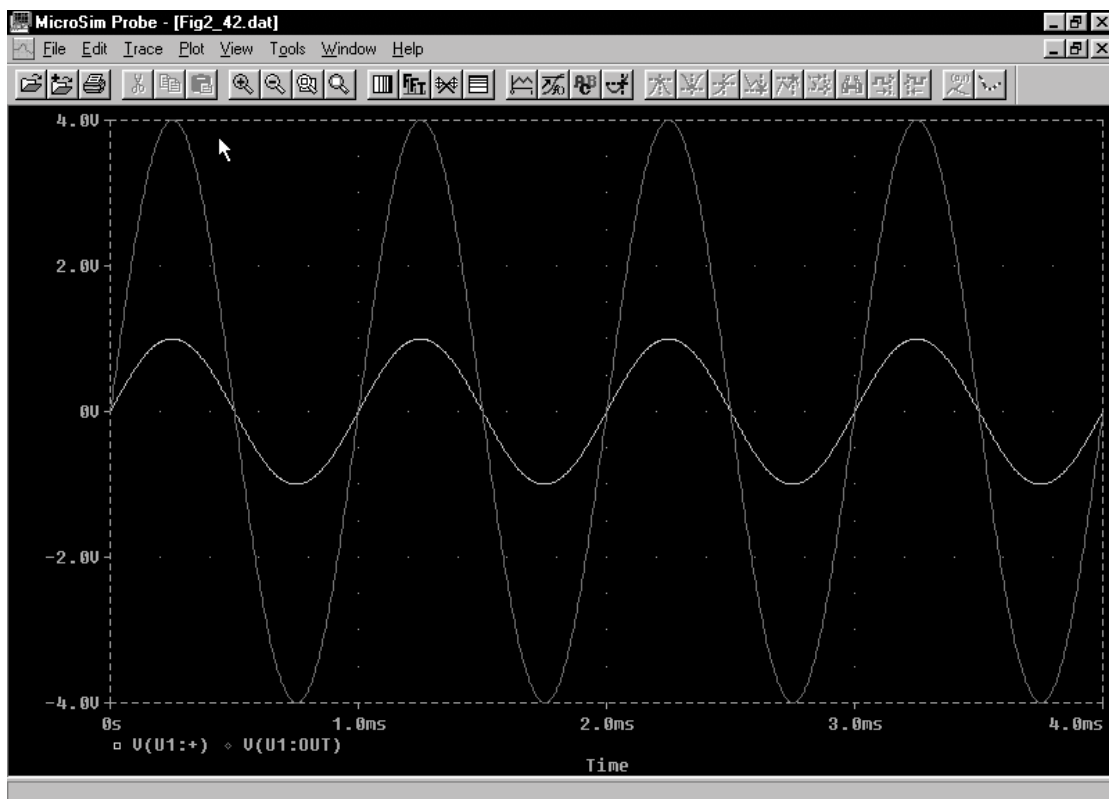 MicroSim Probe - [Fig2_42.dat]
File Edit Trace Plot View Tools Window Help
FFT
4.0V
2.0V
0V
-2.0V
-4.0V
0s 1.0ms 2.0ms 3.0ms 4.0ms
V(U1:+) V(U1:OUT)
Time